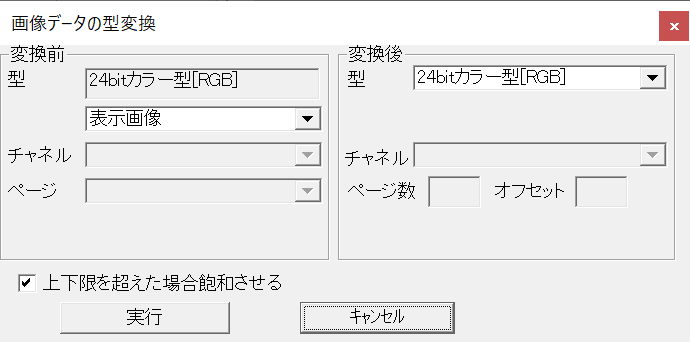 画像データの型変換
×
変換前
型
24bitカラー型[RGB]
表示画像
チャネル
ページ
変換後
型
24bitカラー型[RGB]
チャネル
ページ数
オフセット
上下限を超えた場合飽和させる
実行
キャンセル